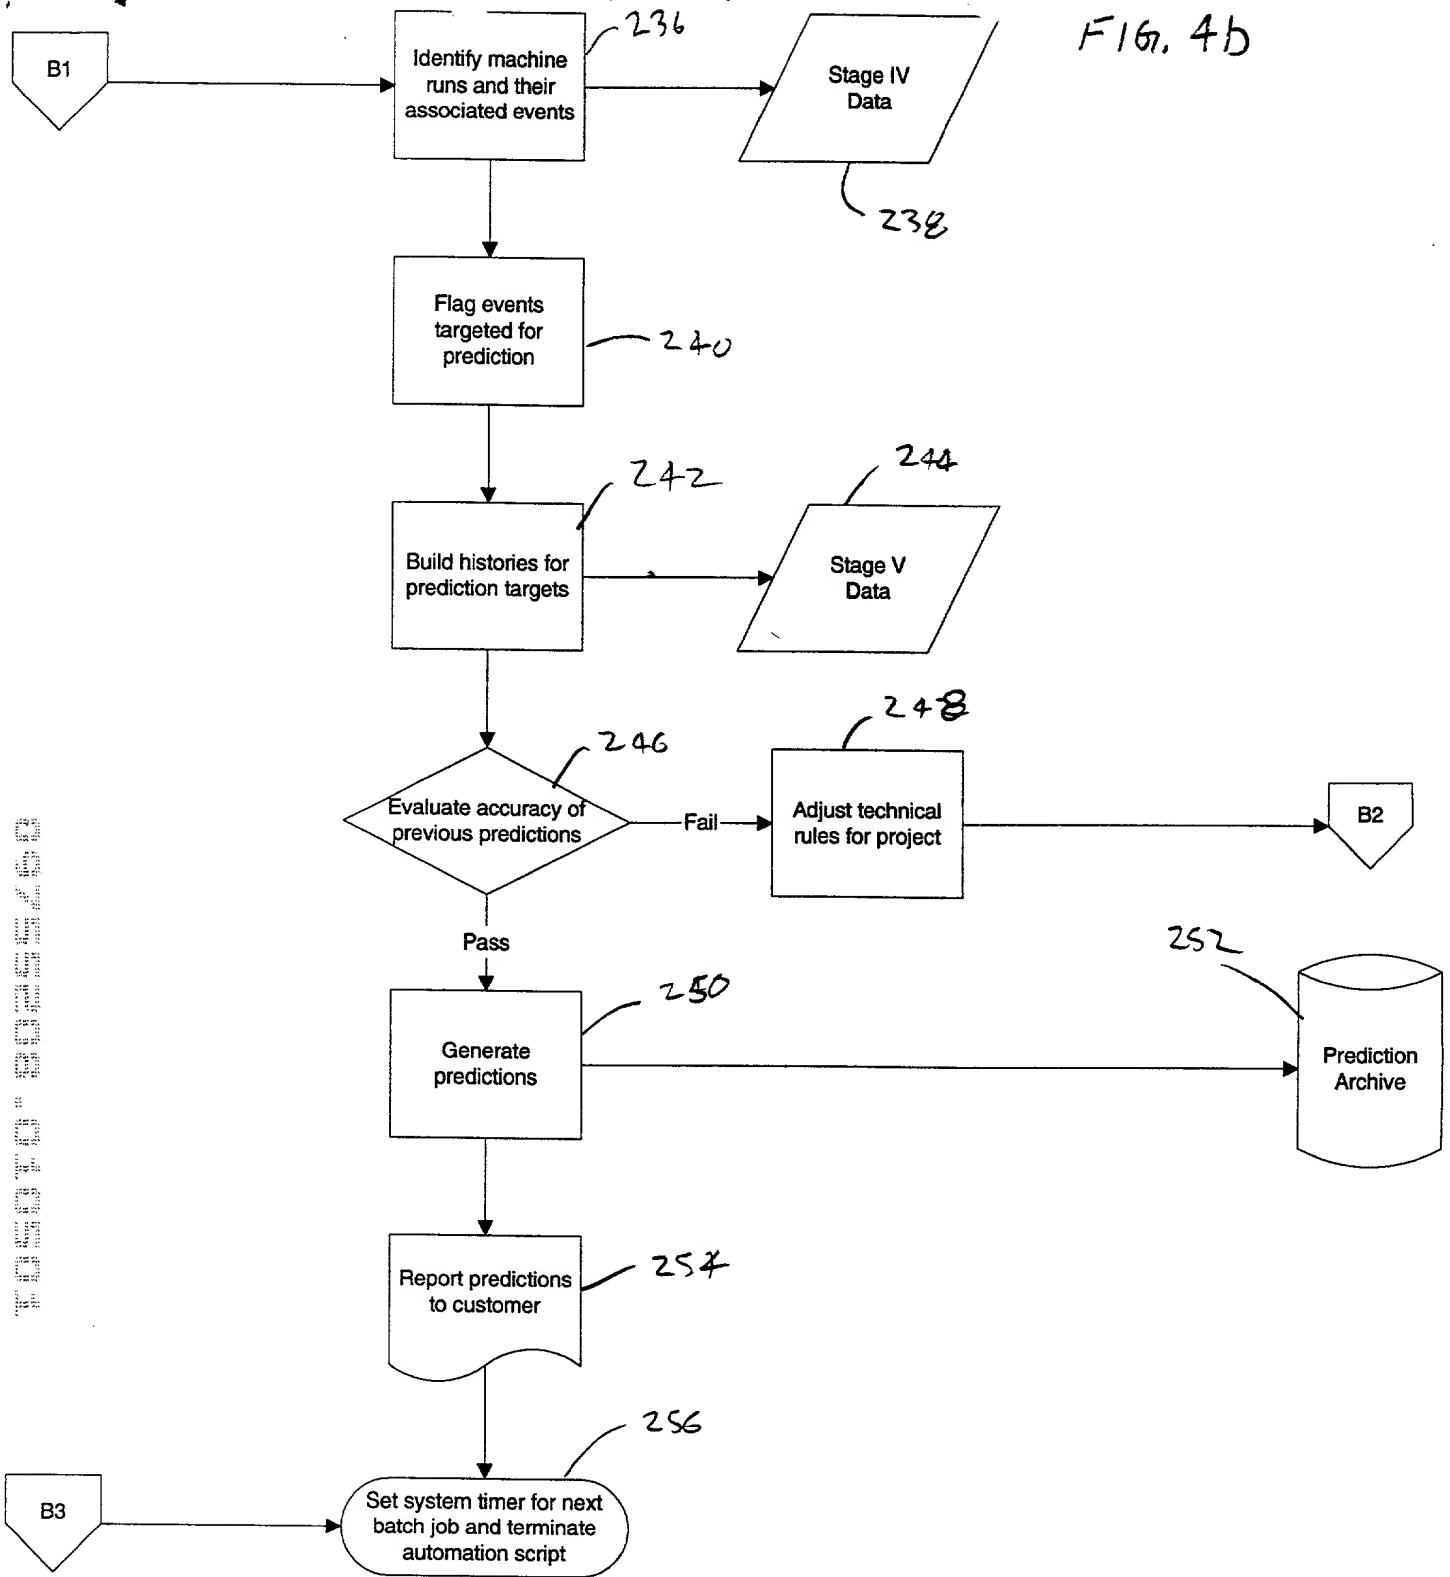 FIG. 4b
B1
Identify machine
runs and their
associated events
236
Stage IV
Data
238
Flag events
targeted for
prediction
240
242
Build histories for
prediction targets
244
Stage V
Data
246
Evaluate accuracy of
previous predictions
Fail
248
Adjust technical
rules for project
B2
Pass
250
Generate
predictions
252
Prediction
Archive
Report predictions
to customer
254
256
B3
Set system timer for next
batch job and terminate
automation script